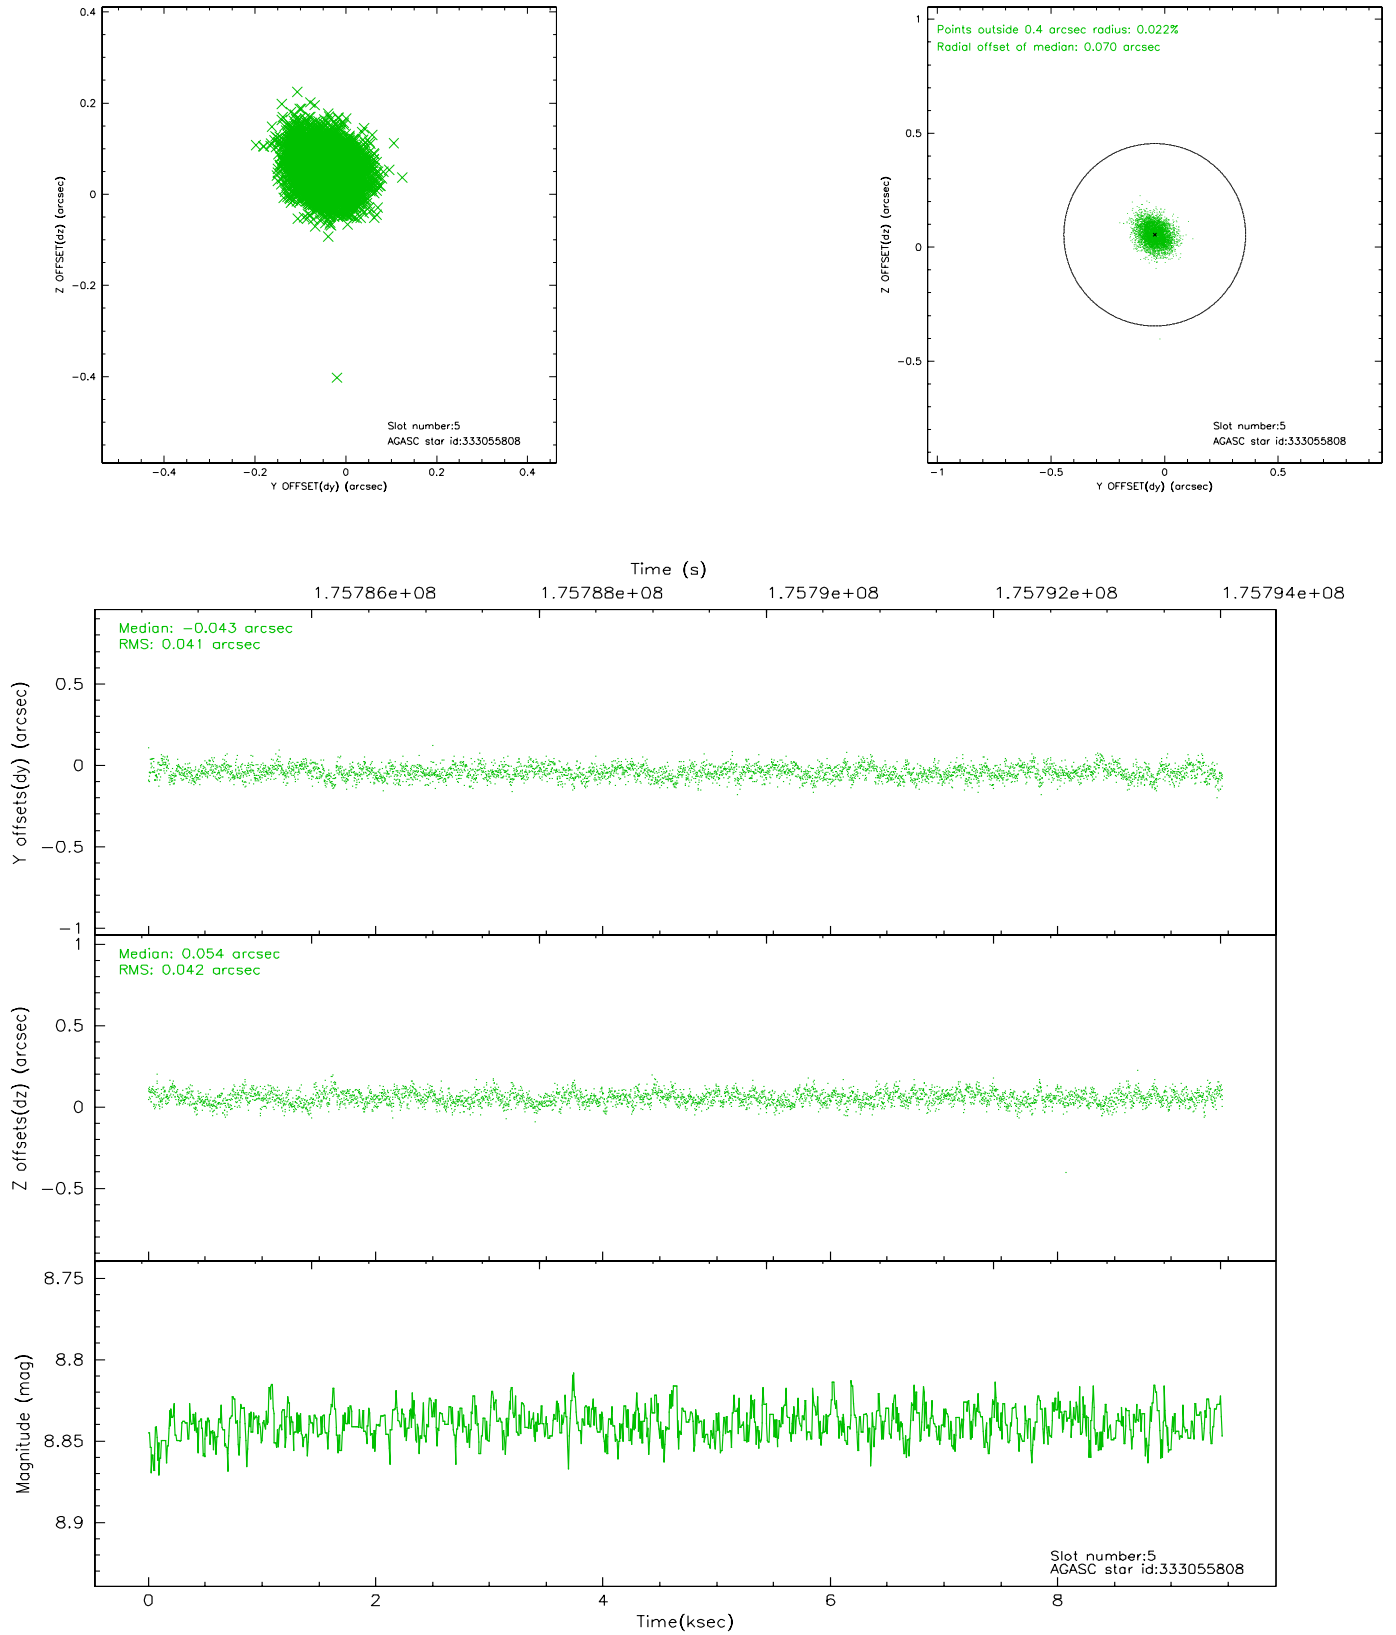 0.4
0.2
0
−0.2
−0.4
Z OFFSET(dz) (arcsec)
Slot number:5
AGASC star id:333055808
−0.4 −0.2 0 0.2 0.4
Y OFFSET(dy) (arcsec)
Points outside 0.4 arcsec radius: 0.022%
Radial offset of median: 0.070 arcsec
1
0.5
0
−0.5
Z OFFSET(dz) (arcsec)
Slot number:5
AGASC star id:333055808
−1 −0.5 0 0.5
Y OFFSET(dy) (arcsec)
Time (s)
1.75786e+08 1.75788e+08 1.7579e+08 1.75792e+08 1.75794e+08
Median: −0.043 arcsec
RMS: 0.041 arcsec
0.5
0
−0.5
−1
Y offsets(dy) (arcsec)
Median: 0.054 arcsec
RMS: 0.042 arcsec
1
0.5
0
−0.5
Z offsets(dz) (arcsec)
8.75
8.8
8.85
8.9
Magnitude (mag)
Slot number:5
AGASC star id:333055808
0 2 4 6 8
Time(ksec)